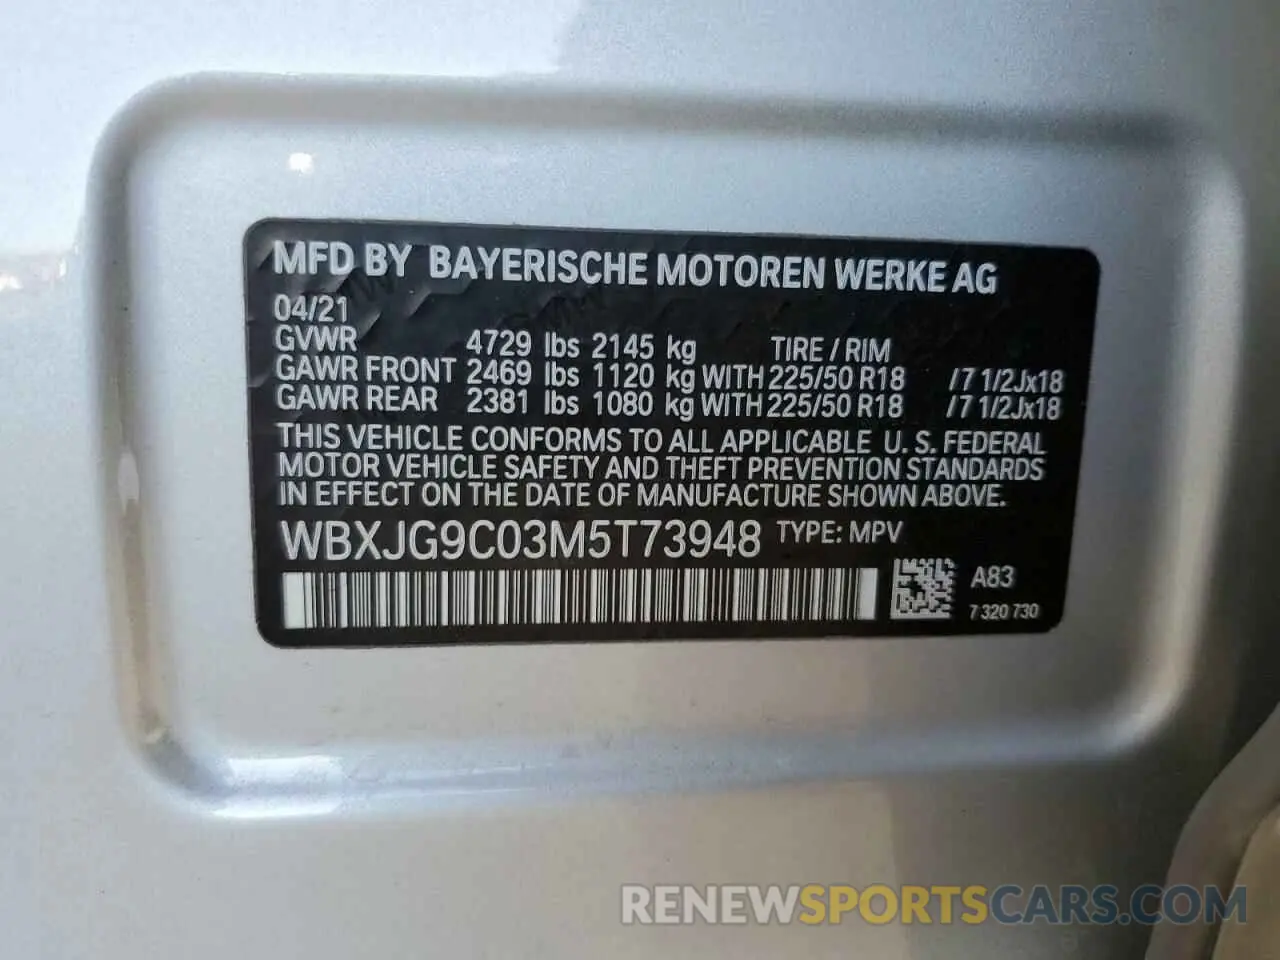 MFD BY BAYERISCHE MOTOREN WERKE AG
04/21
GVWR 4729 lbs 2145 kg TIRE / RIM
GAWR FRONT 2469 lbs 1120 kg WITH 225/50 R18 /7 1/2Jx18
GAWR REAR 2381 lbs 1080 kg WITH 225/50 R18 /7 1/2Jx18
THIS VEHICLE CONFORMS TO ALL APPLICABLE U. S. FEDERAL
MOTOR VEHICLE SAFETY AND THEFT PREVENTION STANDARDS
IN EFFECT ON THE DATE OF MANUFACTURE SHOWN ABOVE.
WBXJG9C03M5T73948 TYPE: MPV
A83
7 320 730
RENEWSPORTSCARS.COM